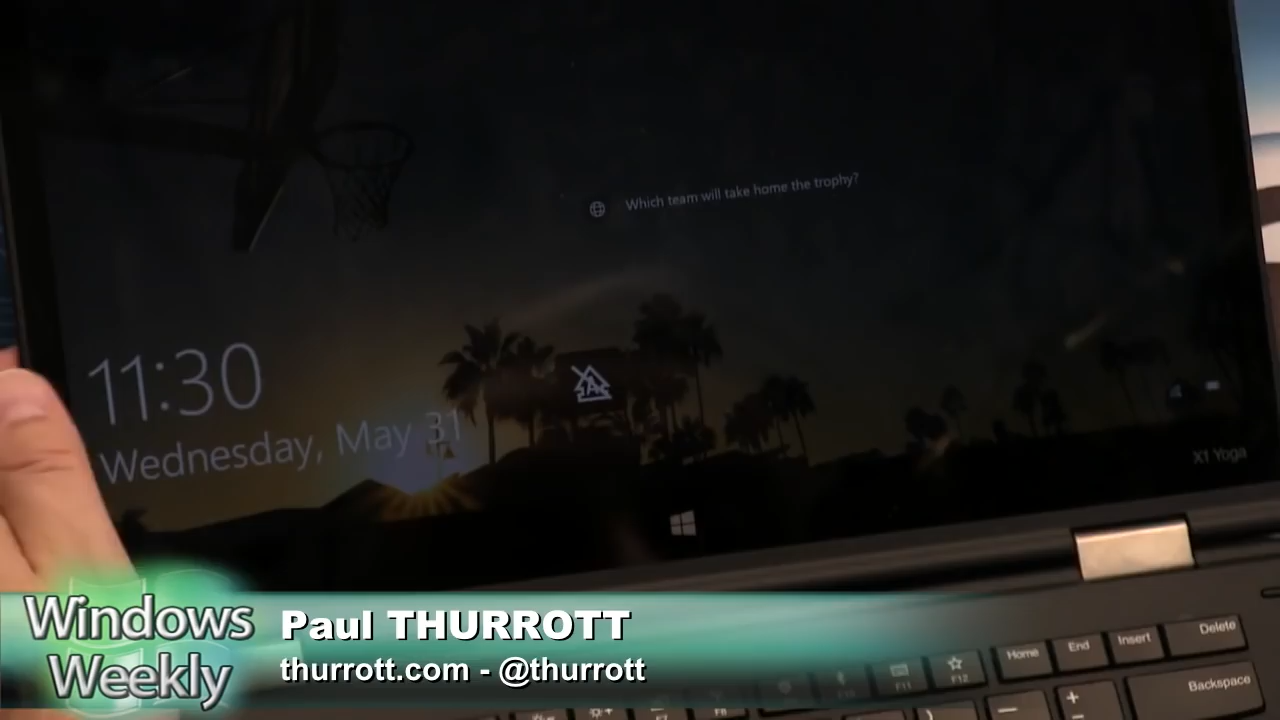 Which team will take home the trophy?
11:30
Wednesday, May 31
X1 Yoga
Windows
Weekly
Paul THURROTT
thurrott.com - @thurrott
Home
End
Insert
Delete
F11
F12
Backspace
F8